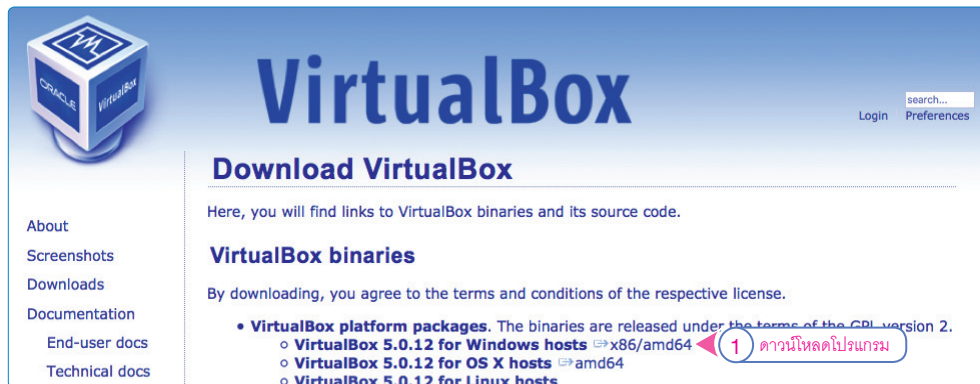 ORACLE
VirtualBox
VirtualBox
search...
Login Preferences
Download VirtualBox
Here, you will find links to VirtualBox binaries and its source code.
About
Screenshots
Downloads
Documentation
End-user docs
Technical docs
VirtualBox binaries
By downloading, you agree to the terms and conditions of the respective license.
• VirtualBox platform packages. The binaries are released under the terms of the GPL version 2.
○ VirtualBox 5.0.12 for Windows hosts x86/amd64
1 ดาวน์โหลดโปรแกรม
○ VirtualBox 5.0.12 for OS X hosts amd64
○ VirtualBox 5.0.12 for Linux hosts